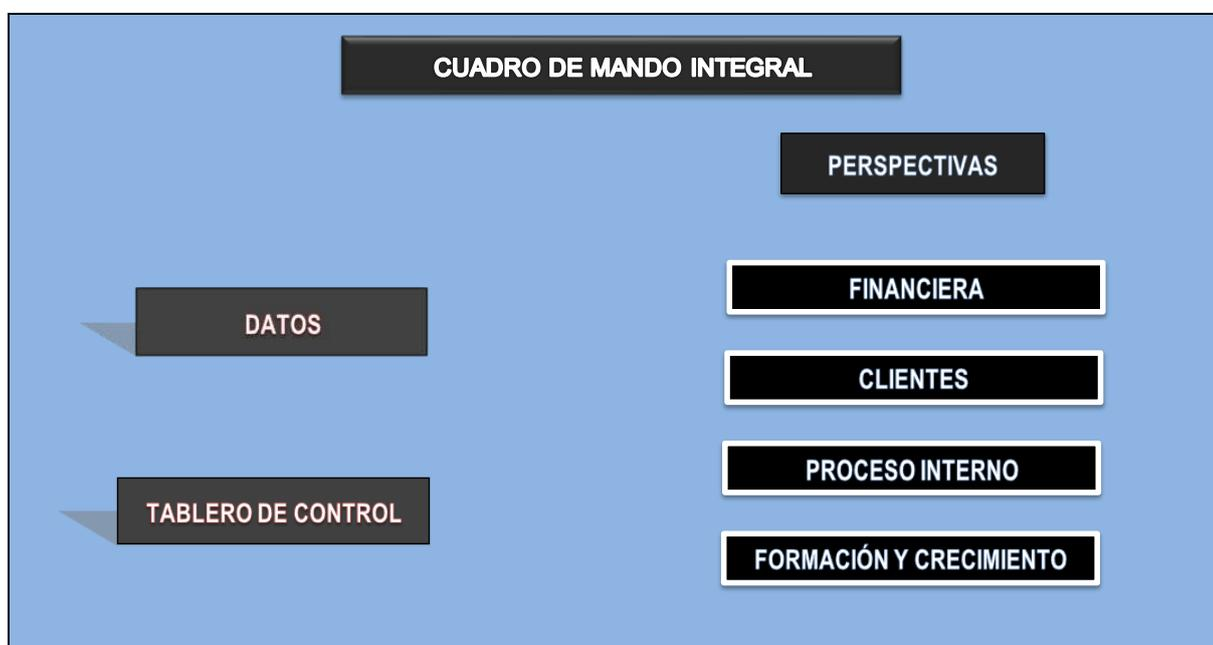 CUADRO DE MANDO INTEGRAL
PERSPECTIVAS
FINANCIERA
DATOS
CLIENTES
PROCESO INTERNO
TABLERO DE CONTROL
FORMACIÓN Y CRECIMIENTO